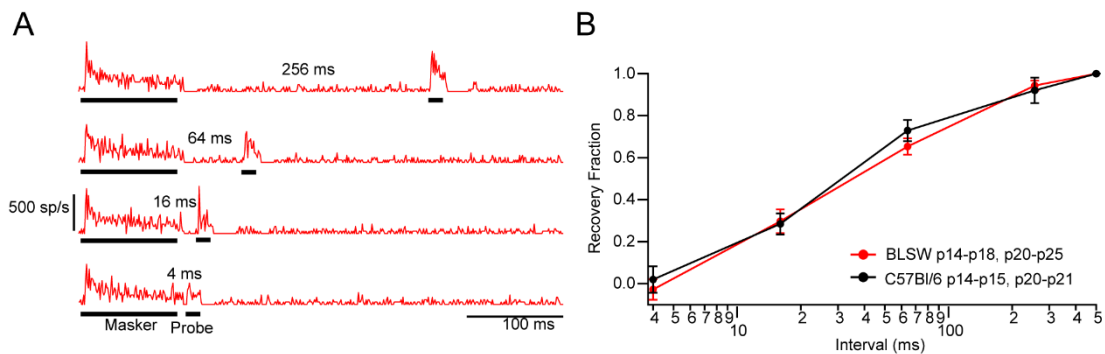 A
256 ms
64 ms
500 sp/s
16 ms
4 ms
Masker
Probe
100 ms
B
Recovery Fraction
1.0
0.8
0.6
0.4
0.2
0.0
BLSW p14-p18, p20-p25
C57Bl/6 p14-p15, p20-p21
4 5 6 7 8 9 2 3 4 5 6 7 8 9 2 3 4 5
10 100
Interval (ms)